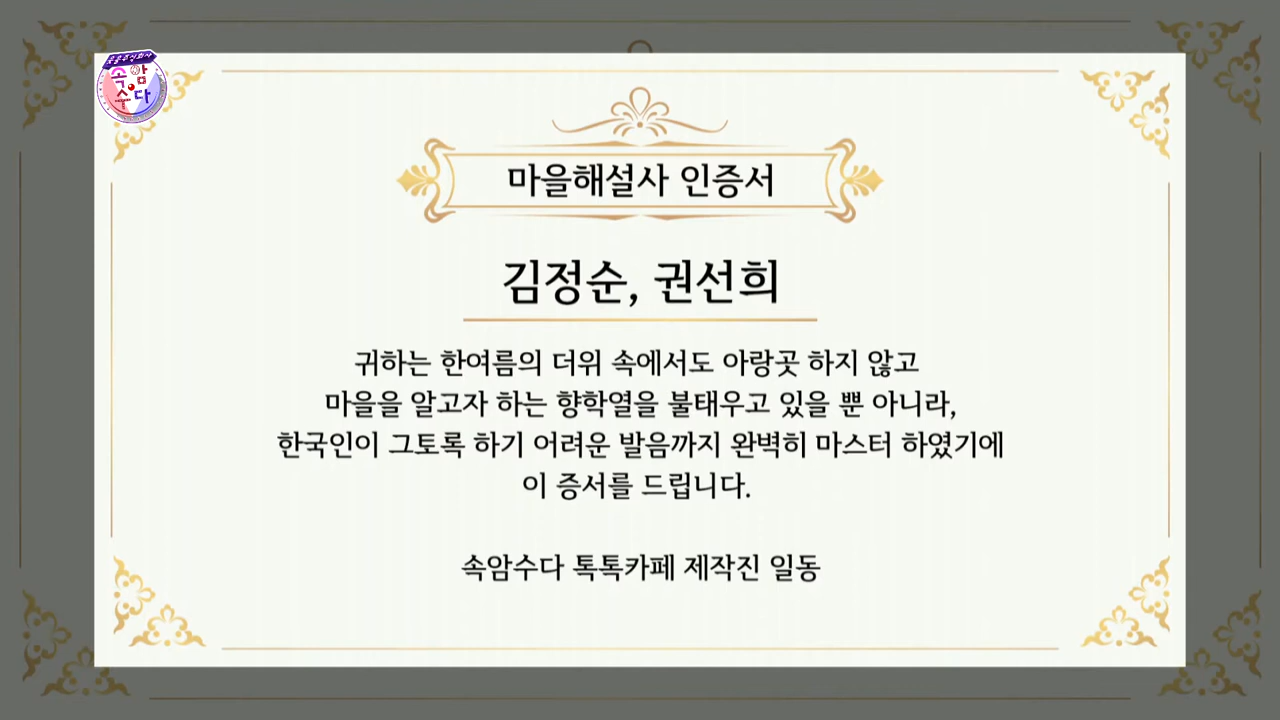 속암
수다
마을해설사 인증서
김정순, 권선희
귀하는 한여름의 더위 속에서도 아랑곳 하지 않고
마을을 알고자 하는 향학열을 불태우고 있을 뿐 아니라,
한국인이 그토록 하기 어려운 발음까지 완벽히 마스터 하였기에
이 증서를 드립니다.
속암수다 톡톡카페 제작진 일동